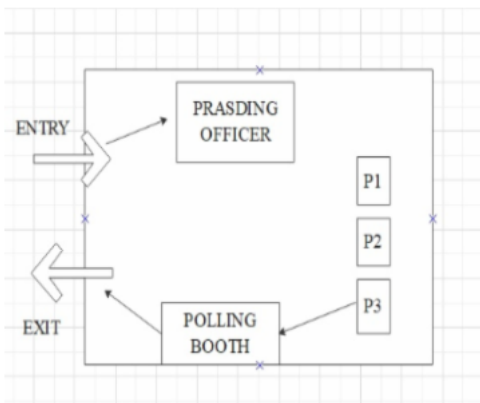 ENTRY
PRASDING
OFFICER
P1
P2
P3
POLLING
BOOTH
EXIT